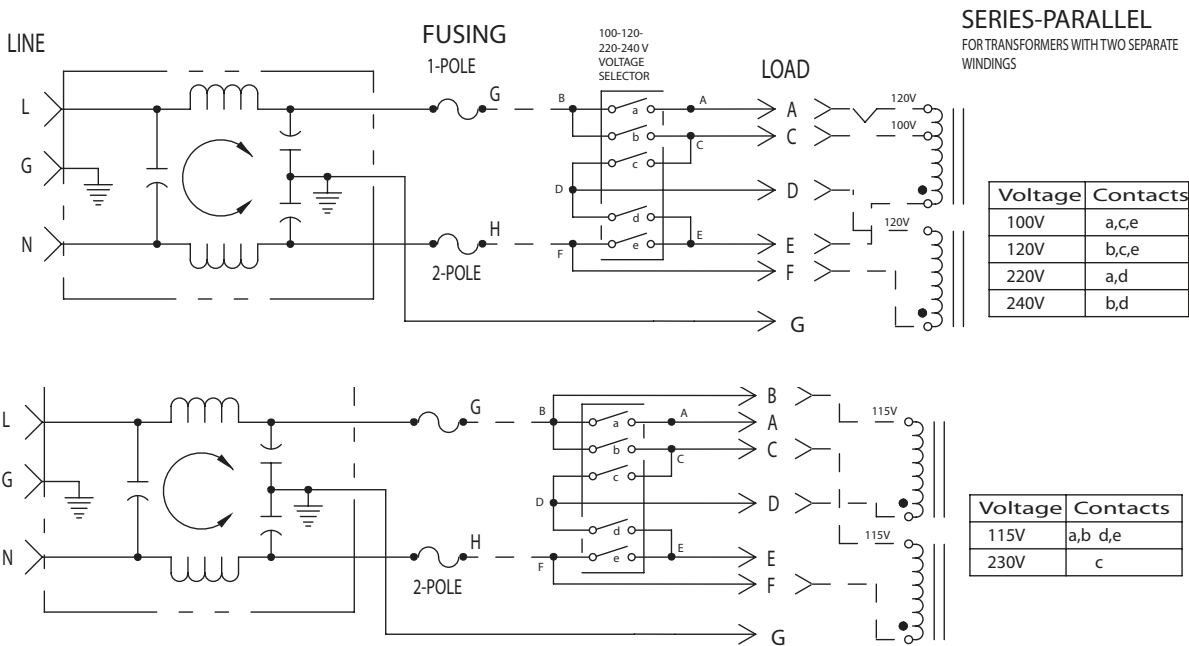 SERIES-PARALLEL
FOR TRANSFORMERS WITH TWO SEPARATE
WINDINGS
LINE
FUSING
1-POLE
100-120-
220-240 V
VOLTAGE
SELECTOR
LOAD
L
G
B
a
A
A
120V
b
C
C
100V
G
c
D
D
d
120V
N
H
F
e
E
E
2-POLE
F
G
Voltage Contacts
100V a,c,e
120V b,c,e
220V a,d
240V b,d
B
L
G
B
a
A
A
115V
b
C
C
G
c
D
D
d
115V
N
H
F
e
E
E
2-POLE
F
G
Voltage Contacts
115V a,b d,e
230V c